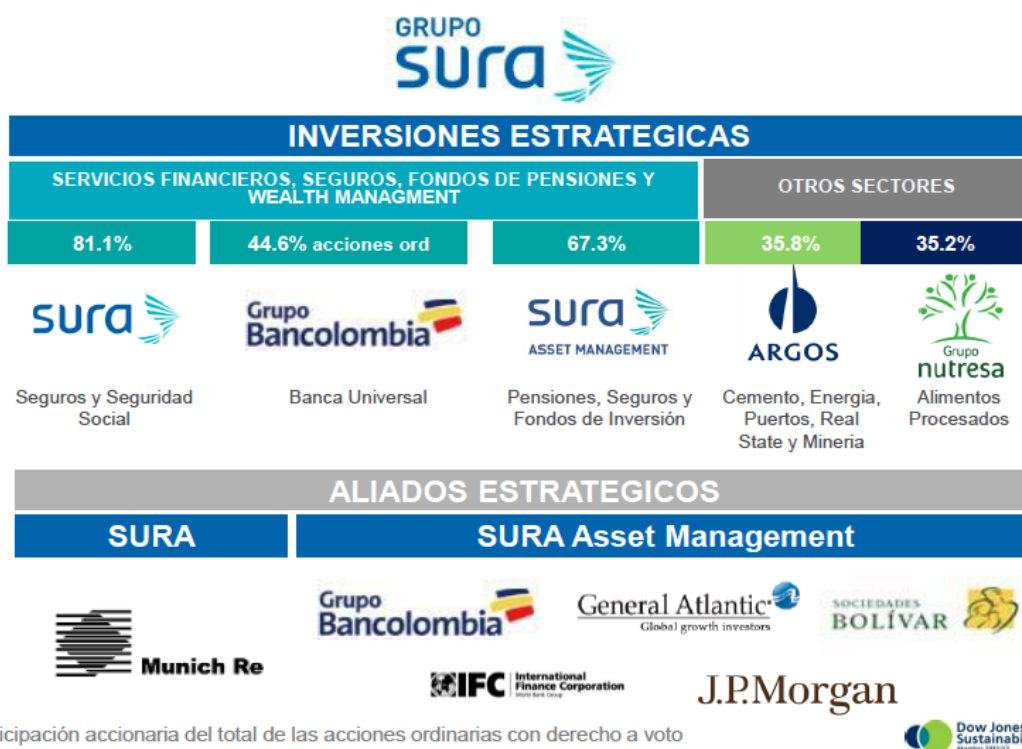 GRUPO
sura
INVERSIONES ESTRATEGICAS
SERVICIOS FINANCIEROS, SEGUROS, FONDOS DE PENSIONES Y
WEALTH MANAGMENT
OTROS SECTORES
81.1%
44.6% acciones ord
67.3%
35.8%
35.2%
sura
Grupo
Bancolombia
sura
ASSET MANAGEMENT
ARGOS
Grupo
nutresa
Seguros y Seguridad
Social
Banca Universal
Pensiones, Seguros y
Fondos de Inversión
Cemento, Energia,
Puertos, Real
State y Mineria
Alimentos
Procesados
ALIADOS ESTRATEGICOS
SURA
SURA Asset Management
Munich Re
Grupo
Bancolombia
General Atlantic
Global growth investors
SOCIEDADES
BOLÍVAR
IFC
International
Finance Corporation
World Bank Group
J.P.Morgan
icipación accionaria del total de las acciones ordinarias con derecho a voto
Dow Jones
Sustainabi